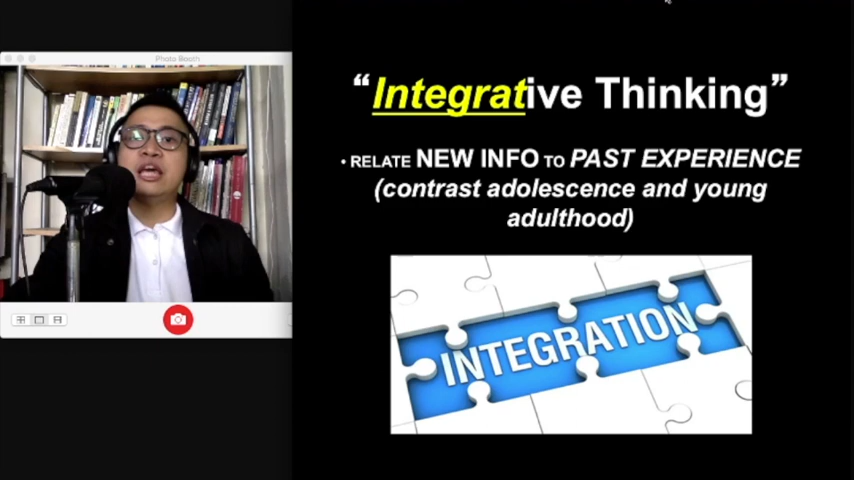 Photo Booth
“Integrative Thinking”
• RELATE NEW INFO TO PAST EXPERIENCE
(contrast adolescence and young
adulthood)
INTEGRATION